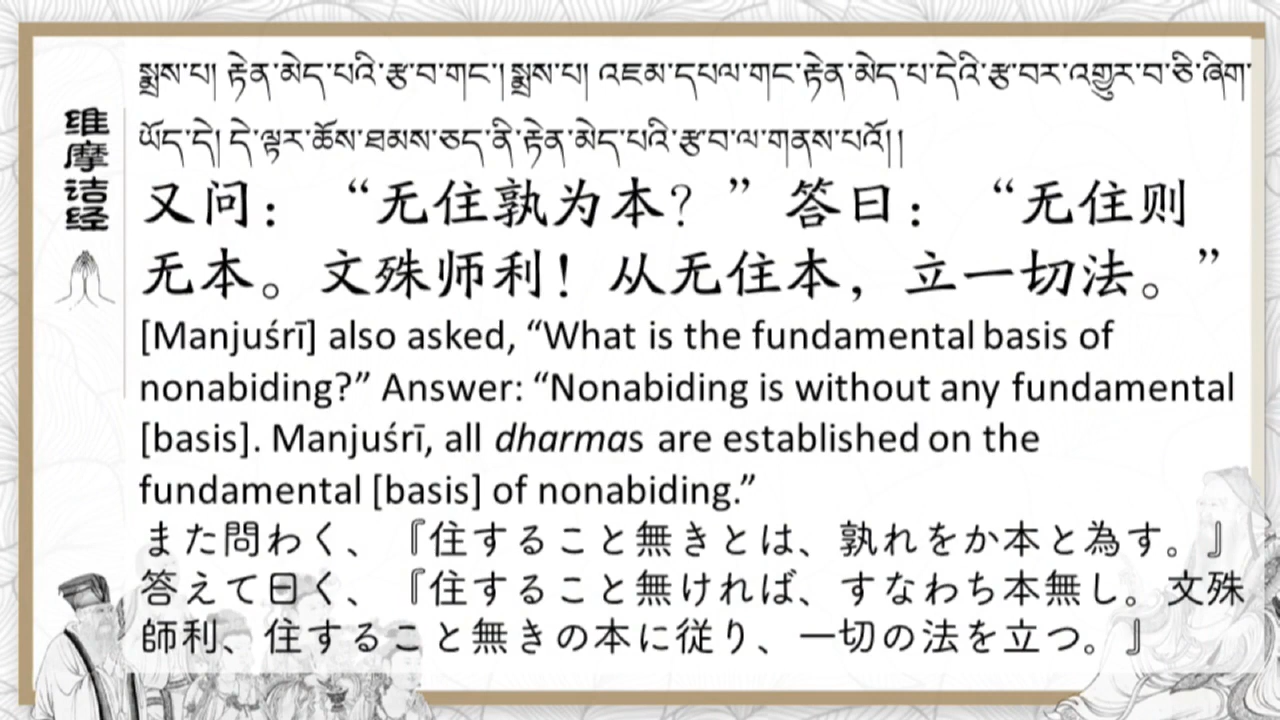 维摩诘经
སྨྲས་པ། རྟེན་མེད་པའི་རྩ་བ་གང་། སྨྲས་པ། འཇམ་དཔལ་གང་རྟེན་མེད་པ་དེའི་རྩ་བར་འགྱུར་བ་ཅི་ཞིག་
ཡོད་དེ། དེ་ལྟར་ཆོས་ཐམས་ཅད་ནི་རྟེན་མེད་པའི་རྩ་བ་ལ་གནས་པའོ།།
又问：“无住孰为本？”答曰：“无住则
无本。文殊师利！从无住本，立一切法。”
[Manjuśrī] also asked, “What is the fundamental basis of
nonabiding?” Answer: “Nonabiding is without any fundamental
[basis]. Manjuśrī, all dharmas are established on the
fundamental [basis] of nonabiding.”
また問わく、『住すること無きとは、孰れをか本と為す。』
答えて曰く、『住すること無ければ、すなわち本無し。文殊
師利、住すること無きの本に従り、一切の法を立つ。』